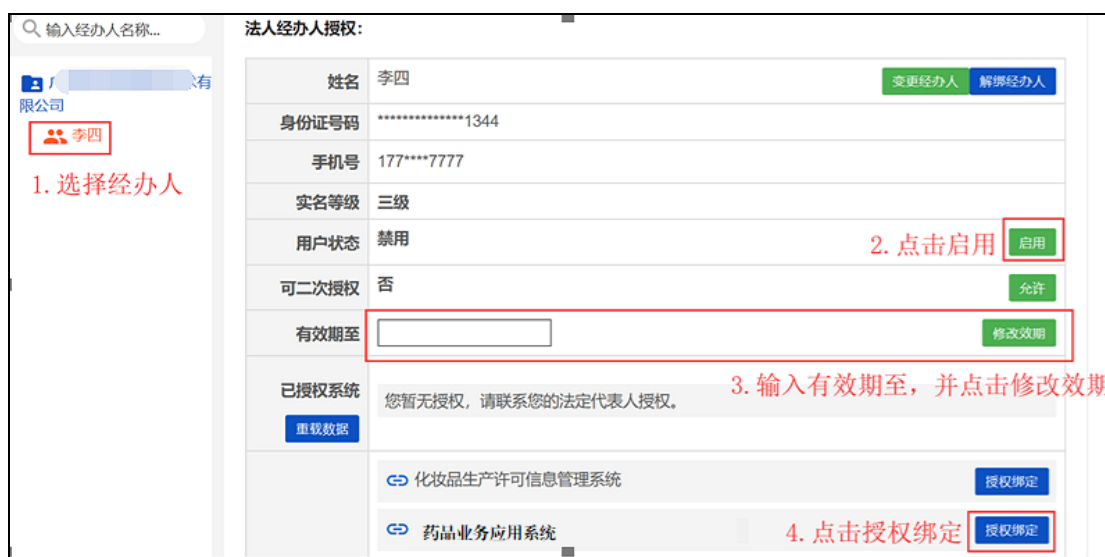 输入经办人名称...
有
限公司
李四
1.选择经办人
法人经办人授权:
姓名 李四 变更经办人 解绑经办人
身份证号码 **************1344
手机号 177****7777
实名等级 三级
用户状态 禁用 2.点击启用 启用
可二次授权 否 允许
有效期至 修改效期
3.输入有效期至，并点击修改效期
已授权系统 您暂无授权，请联系您的法定代表人授权。
重载数据
化妆品生产许可信息管理系统 授权绑定
药品业务应用系统 4.点击授权绑定 授权绑定